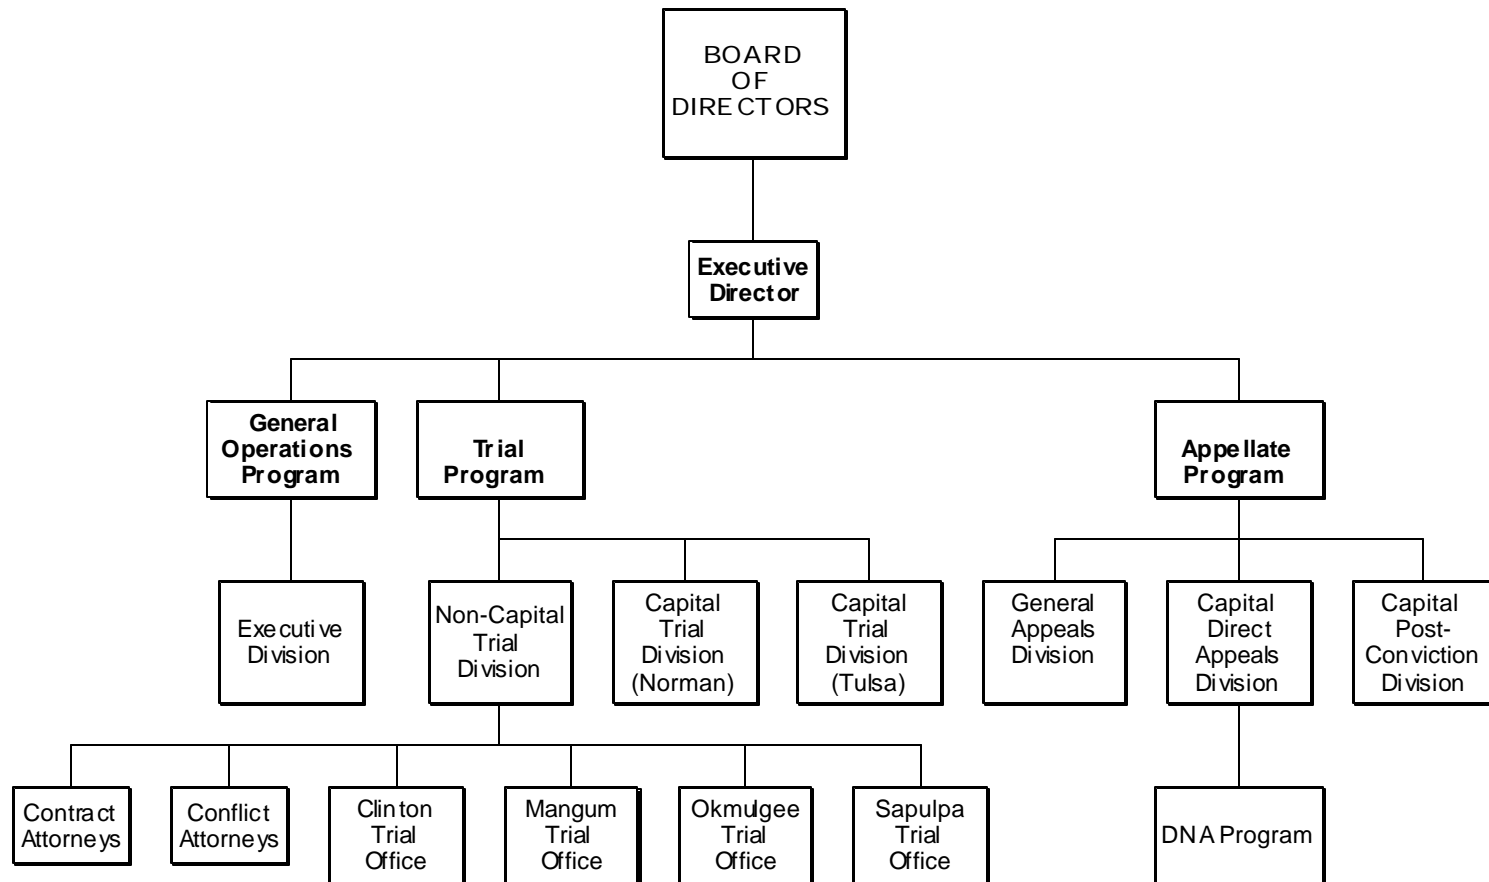 BOARD
OF
DIRECTORS
Executive
Director
General
Operations
Program
Trial
Program
Appellate
Program
Executive
Division
Non-Capital
Trial
Division
Capital
Trial
Division
(Norman)
Capital
Trial
Division
(Tulsa)
General
Appeals
Division
Capital
Direct
Appeals
Division
Capital
Post-
Conviction
Division
Contract
Attorneys
Conflict
Attorneys
Clinton
Trial
Office
Mangum
Trial
Office
Okmulgee
Trial
Office
Sapulpa
Trial
Office
DNA Program